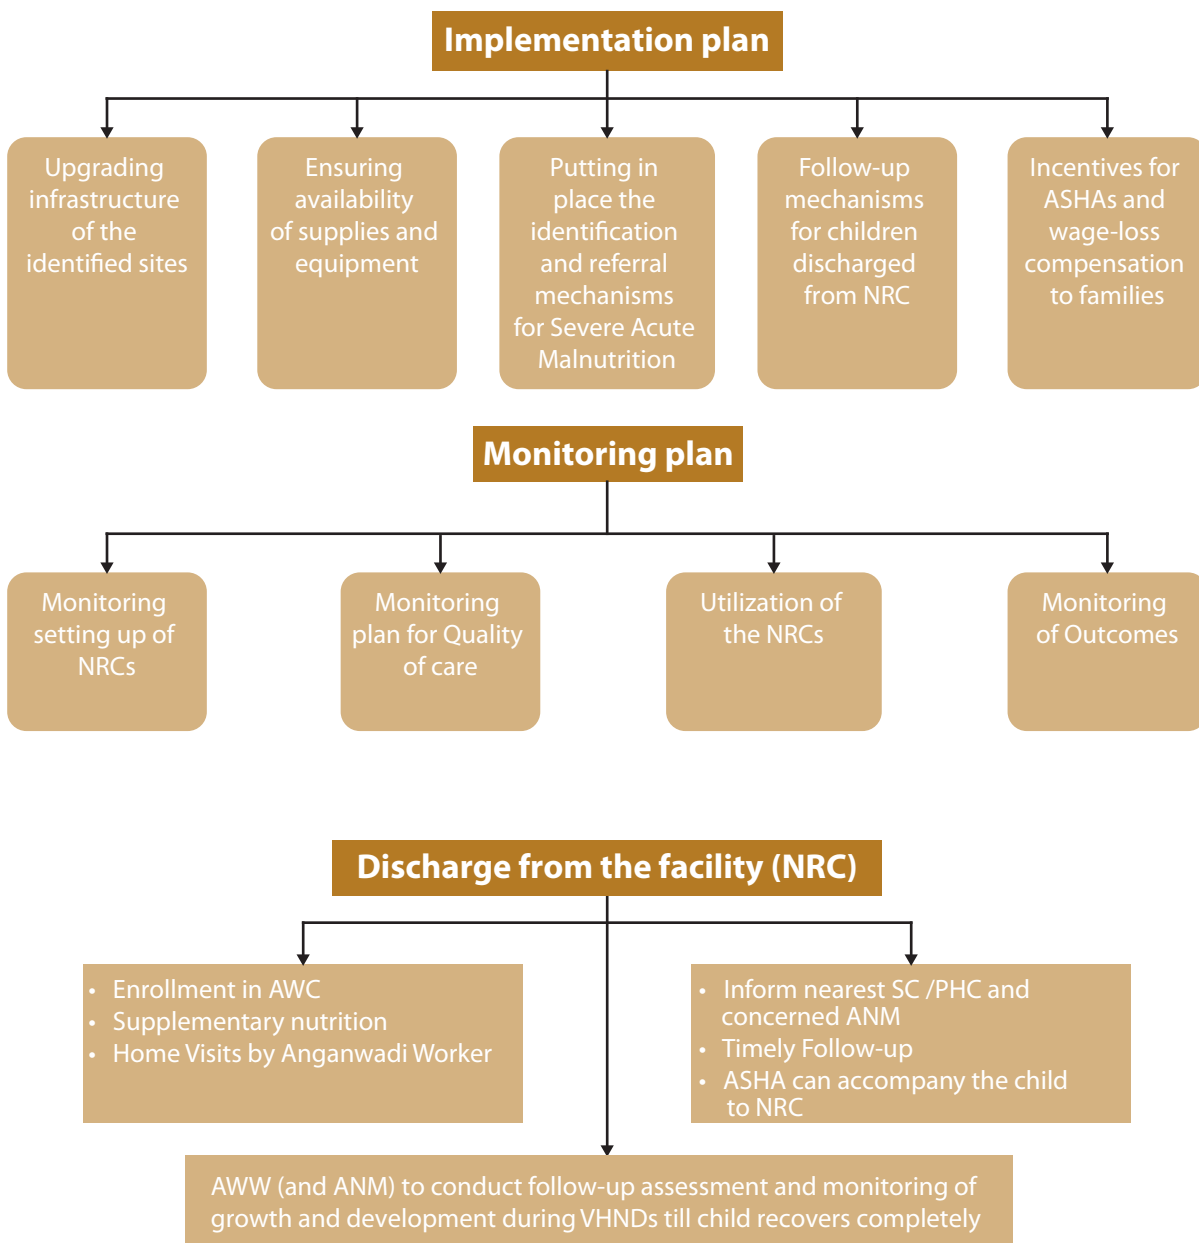 Implementation plan
Upgrading
infrastructure
of the
identified sites
Ensuring
availability
of supplies and
equipment
Putting in
place the
identification
and referral
mechanisms
for Severe Acute
Malnutrition
Follow-up
mechanisms
for children
discharged
from NRC
Incentives for
ASHAs and
wage-loss
compensation
to families
Monitoring plan
Monitoring
setting up of
NRCs
Monitoring
plan for Quality
of care
Utilization of
the NRCs
Monitoring
of Outcomes
Discharge from the facility (NRC)
• Enrollment in AWC
• Supplementary nutrition
• Home Visits by Anganwadi Worker
• Inform nearest SC /PHC and
concerned ANM
• Timely Follow-up
• ASHA can accompany the child
to NRC
AWW (and ANM) to conduct follow-up assessment and monitoring of
growth and development during VHNDs till child recovers completely